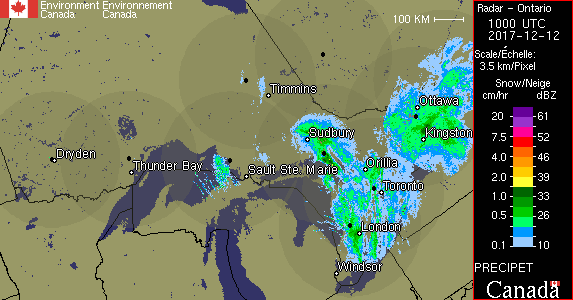 Environment Environnement
Canada Canada
100 KM
Radar - Ontario
1000 UTC
2017-12-12
Scale/Échelle:
3.5 km/Pixel
Snow/Neige
cm/hr dBZ
20 61
7.5 52
4.0 46
2.0 39
1.0 33
0.5 26
0.1 10
PRECIPET
Canada
Timmins
Ottawa
Sudbury
Kingston
Dryden
Thunder Bay
Orillia
Sault Ste. Marie
Toronto
London
Windsor